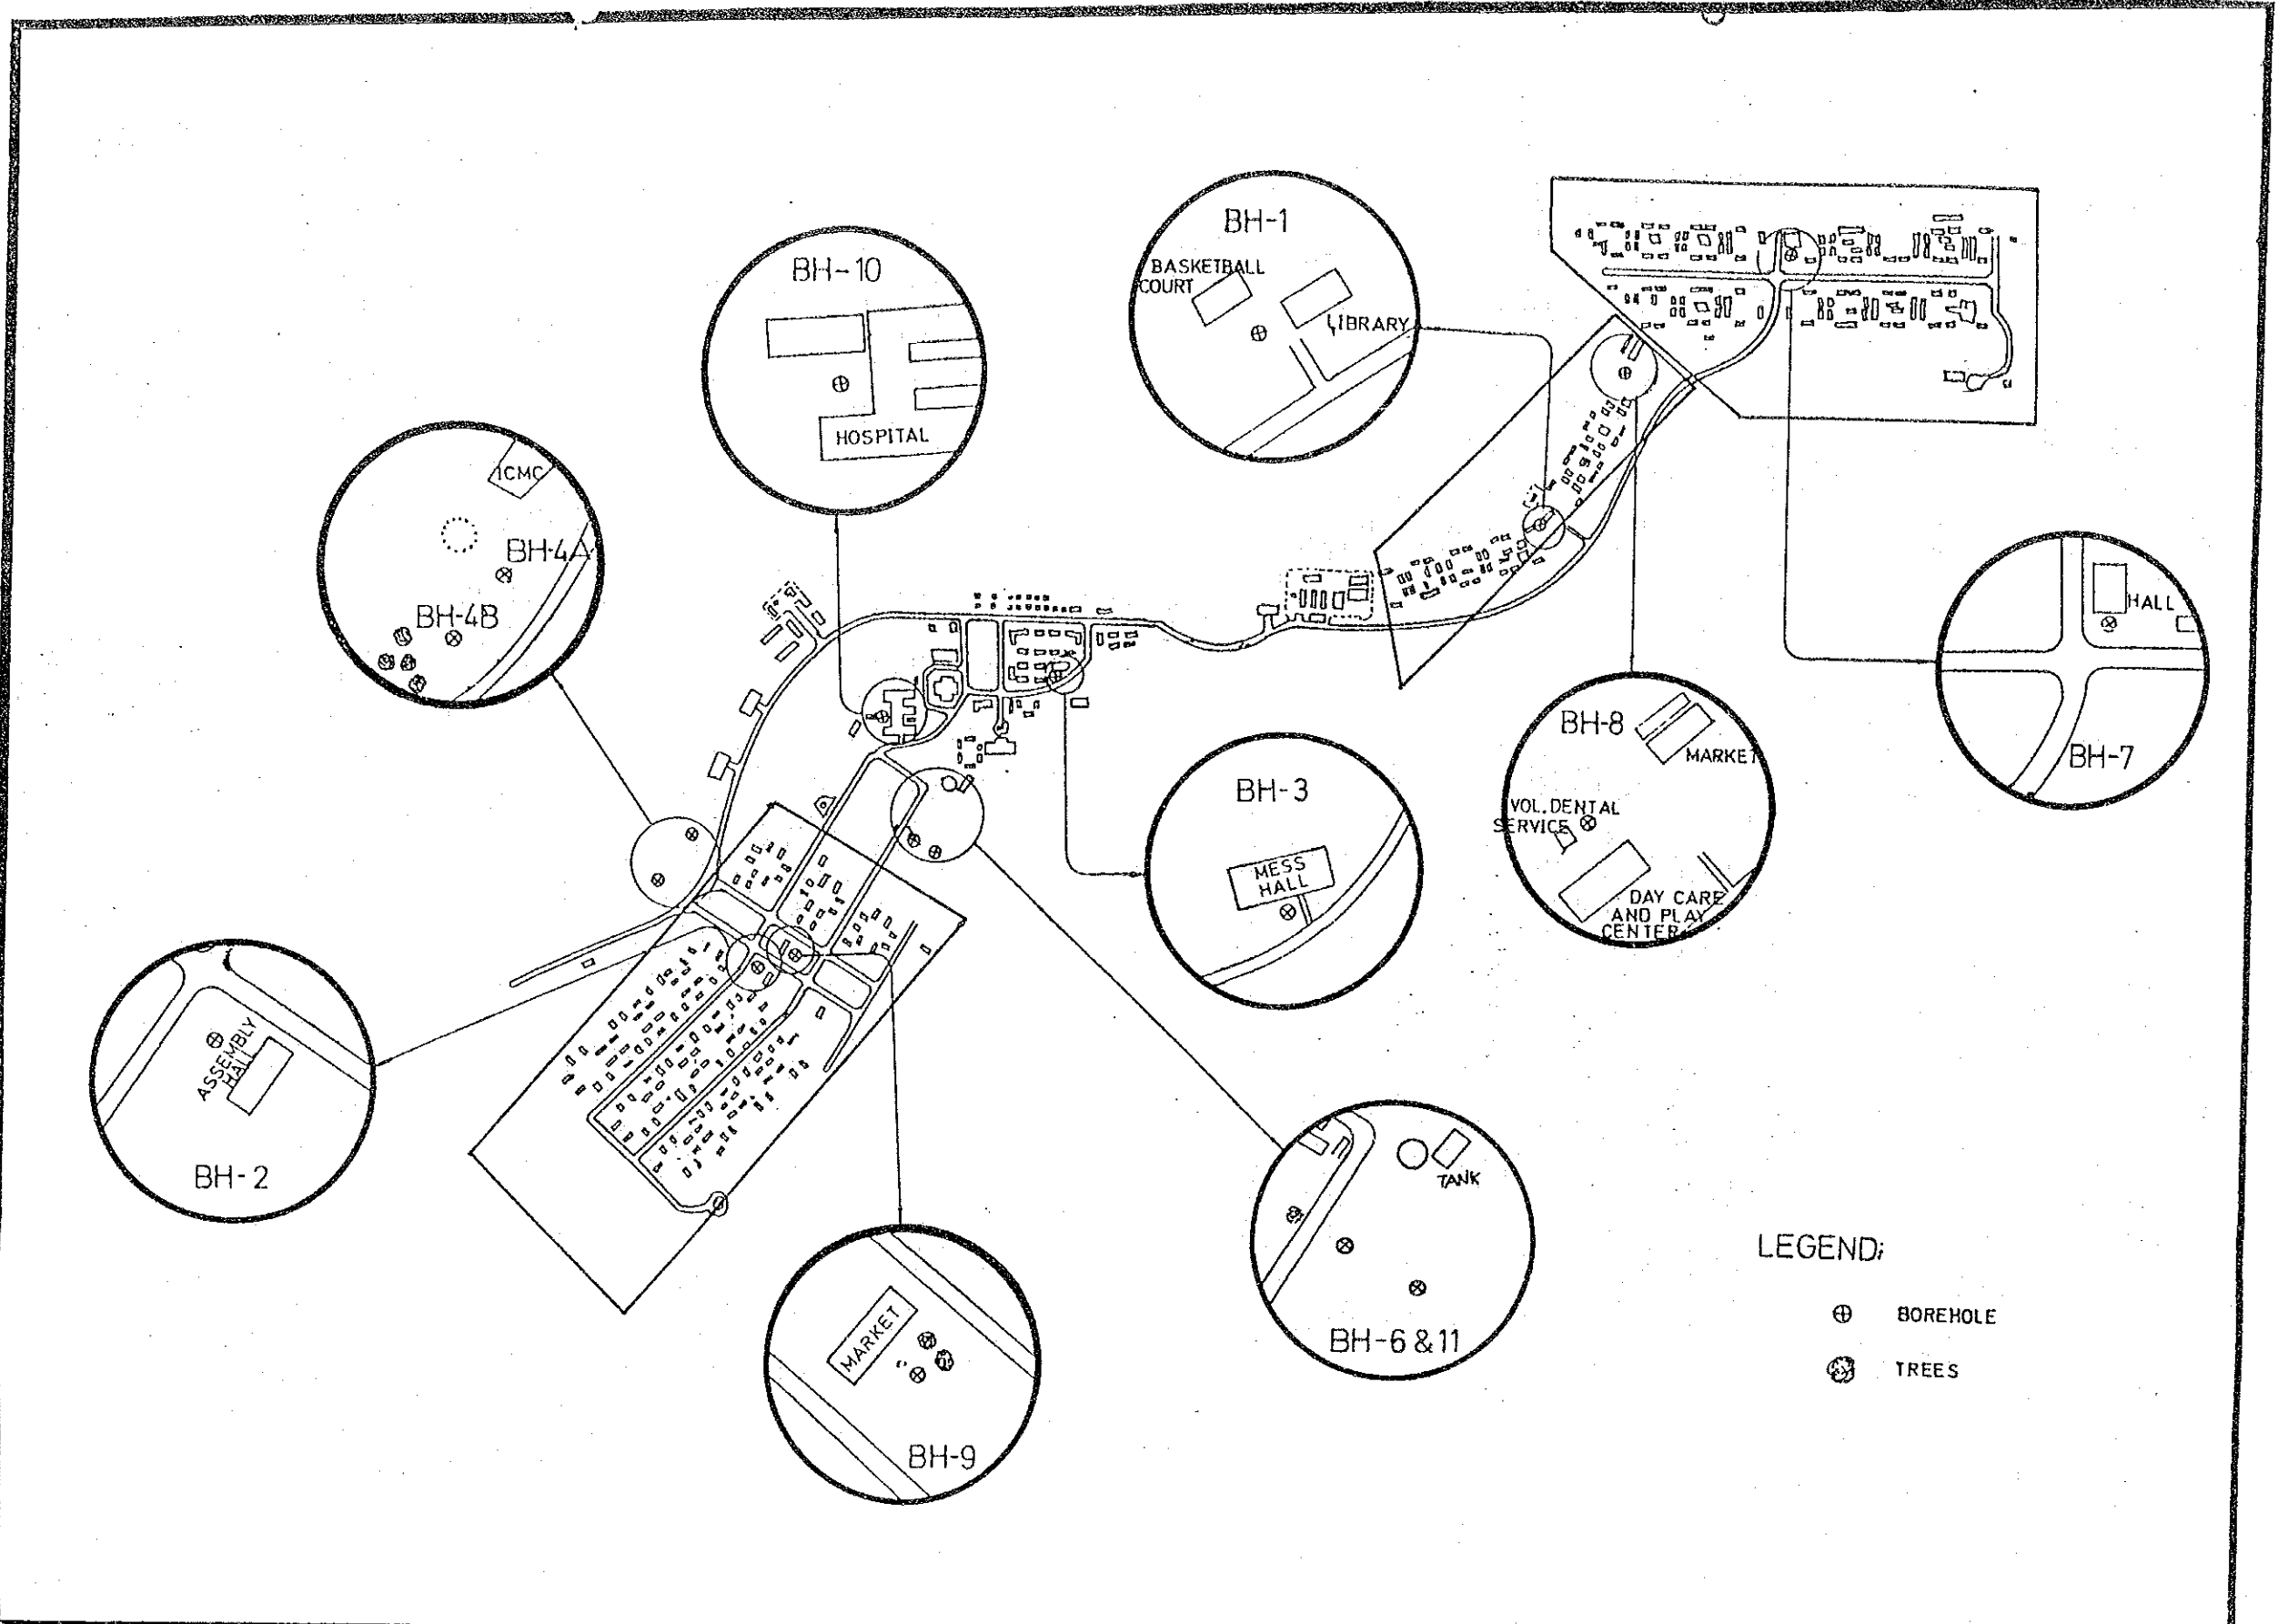 BH-1
BASKETBALL
COURT
LIBRARY
BH-10
HOSPITAL
ICMC
BH-4A
BH-4B
HALL
BH-7
BH-8
MARKET
VOL. DENTAL
SERVICE
DAY CARE
AND PLAY
CENTER
BH-3
MESS
HALL
ASSEMBLY
HALL
BH-2
TANK
BH-6 & 11
MARKET
BH-9
LEGEND:
BOREHOLE
TREES